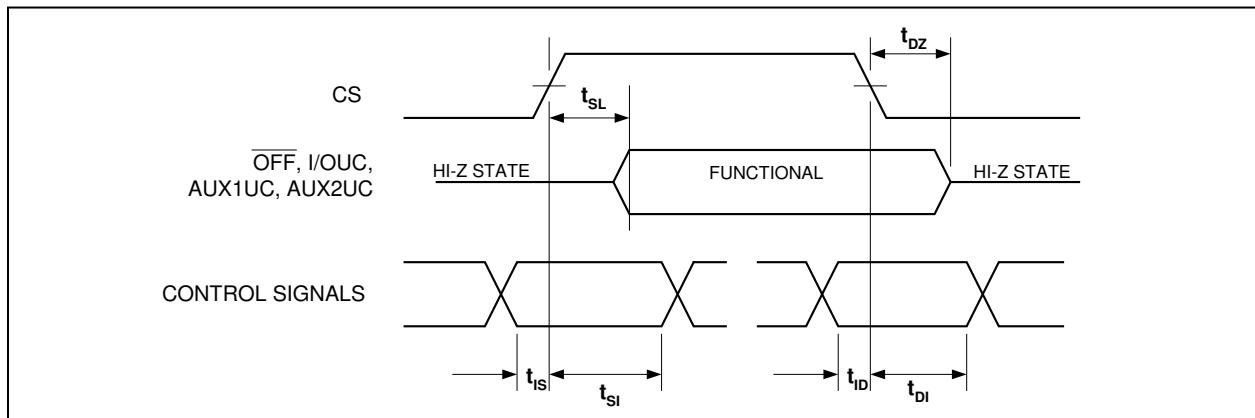 t_DZ
CS
t_SL
OFF, I/OUC,
AUX1UC, AUX2UC
HI-Z STATE
FUNCTIONAL
HI-Z STATE
CONTROL SIGNALS
t_IS
t_SI
t_ID
t_DI